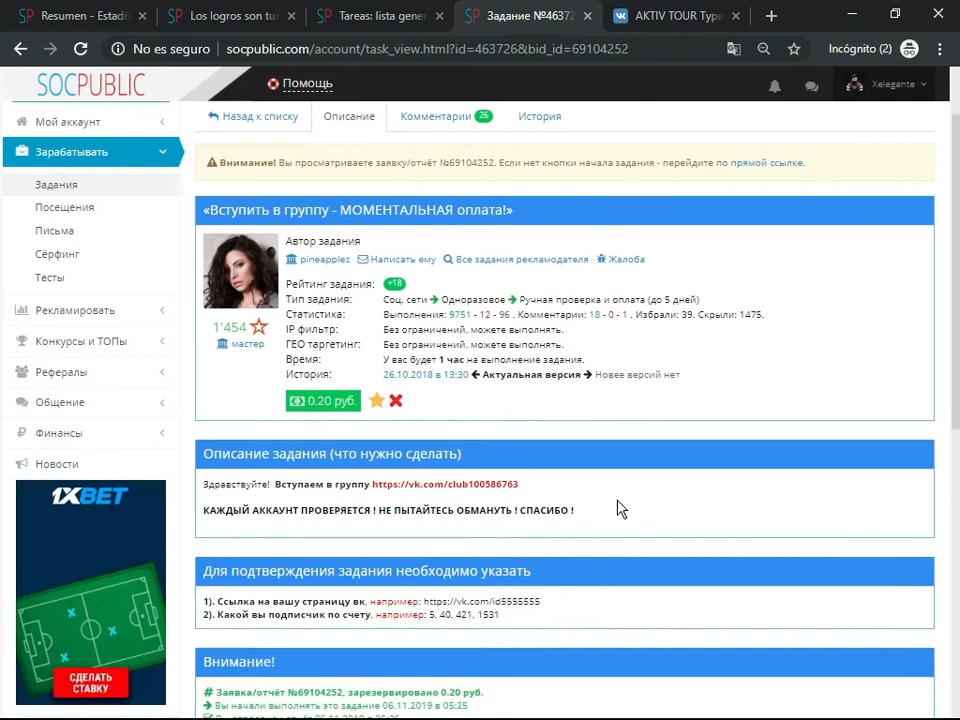 Resumen - Estadí
Los logros son tus
Tareas: lista gener
Задание №46372
AKTIV TOUR Тури
No es seguro
socpublic.com/account/task_view.html?id=463726&bid_id=69104252
Incógnito (2)
SOCPUBLIC
Помощь
Xelegante
Мой аккаунт
Зарабатывать
Задания
Посещения
Письма
Сёрфинг
Тесты
Рекламировать
Конкурсы и ТОПы
Рефералы
Общение
Финансы
Новости
1XBET
СДЕЛАТЬ
СТАВКУ
Назад к списку
Описание
Комментарии 26
История
Внимание! Вы просматриваете заявку/отчёт №69104252. Если нет кнопки начала задания - перейдите по прямой ссылке.
«Вступить в группу - МОМЕНТАЛЬНАЯ оплата!»
1'454
мастер
Автор задания
pineapplez Написать ему Все задания рекламодателя Жалоба
Рейтинг задания: +18
Тип задания: Соц. сети Одноразовое Ручная проверка и оплата (до 5 дней)
Статистика: Выполнения: 9751 - 12 - 96 . Комментарии: 18 - 0 - 1 . Избрали: 39. Скрыли: 1475.
IP фильтр: Без ограничений, можете выполнять.
ГЕО таргетинг: Без ограничений, можете выполнять.
Время: У вас будет 1 час на выполнение задания.
История: 26.10.2018 в 13:30 Актуальная версия Новее версий нет
0.20 руб.
Описание задания (что нужно сделать)
Здравствуйте! Вступаем в группу https://vk.com/club100586763
КАЖДЫЙ АККАУНТ ПРОВЕРЯЕТСЯ ! НЕ ПЫТАЙТЕСЬ ОБМАНУТЬ ! СПАСИБО !
Для подтверждения задания необходимо указать
1). Ссылка на вашу страницу вк, например: https://vk.com/id5555555
2). Какой вы подписчик по счету, например: 5, 40, 421, 1531
Внимание!
# Заявка/отчёт №69104252, зарезервировано 0.20 руб.
Вы начали выполнять это задание 06.11.2019 в 05:25